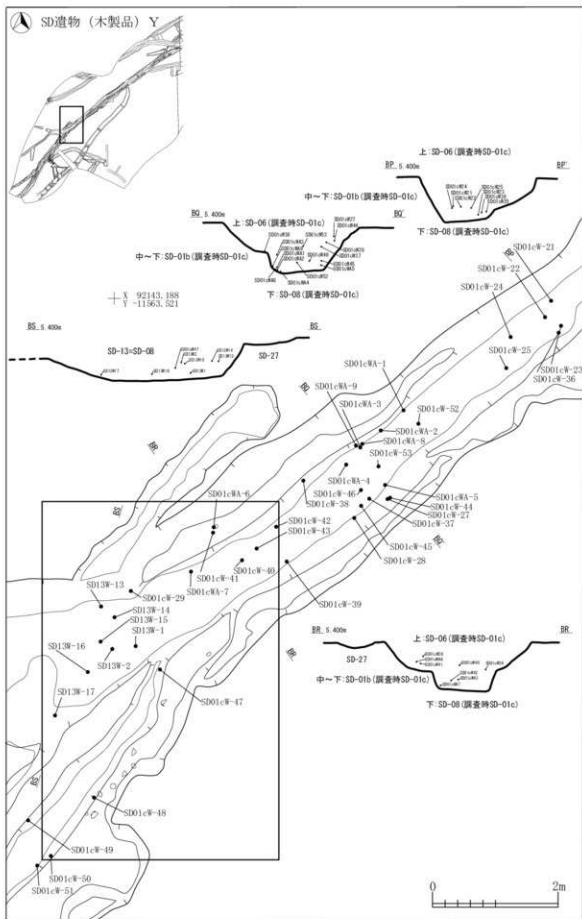 SD遺物（木製品）Y
BP 5.400m
BP'
上:SD-06(調査時SD-01c)
中～下:SD-01b(調査時SD-01c)
下:SD-08(調査時SD-01c)
BQ 5.400m
BQ'
上:SD-06(調査時SD-01c)
中～下:SD-01b(調査時SD-01c)
下:SD-08(調査時SD-01c)
X 92143.188
Y -11563.521
BS 5.400m
BS
SD-13=SD-08
SD-27
SD01cW-21
SD01cW-22
SD01cW-24
BP
SD01cW-25
SD01cW-23
SD01cW-36
SD01cWA-1
SD01cWA-9
SD01cWA-3
SD01cW-52
BQ
SD01cWA-2
SD01cWA-8
SD01cW-53
BR
SD01cWA-4
SD01cWA-5
SD01cWA-6
SD01cW-46
SD01cW-44
SD01cW-38
SD01cW-27
SD01cW-37
BS
SD01cW-42
SD01cW-43
BQ
SD01cW-45
SD01cW-40
SD01cW-28
SD01cW-41
SD01cWA-7
SD13W-13
SD01cW-29
SD01cW-39
SD13W-14
SD13W-15
SD13W-1
SD13W-16
SD13W-2
BR
SD13W-17
SD01cW-47
BR 5.400m
BR
上:SD-06(調査時SD-01c)
SD-27
中～下:SD-01b(調査時SD-01c)
下:SD-08(調査時SD-01c)
BS
SD01cW-48
SD01cW-49
SD01cW-50
SD01cW-51
0 2m